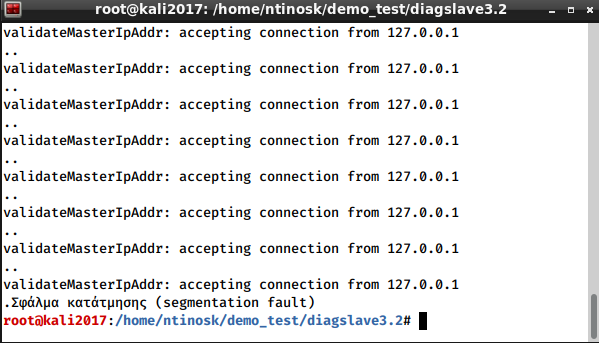 root@kali2017: /home/ntinosk/demo_test/diagslave3.2
validateMasterIpAddr: accepting connection from 127.0.0.1
..
validateMasterIpAddr: accepting connection from 127.0.0.1
..
validateMasterIpAddr: accepting connection from 127.0.0.1
..
validateMasterIpAddr: accepting connection from 127.0.0.1
..
validateMasterIpAddr: accepting connection from 127.0.0.1
..
validateMasterIpAddr: accepting connection from 127.0.0.1
..
validateMasterIpAddr: accepting connection from 127.0.0.1
..
validateMasterIpAddr: accepting connection from 127.0.0.1
.Σφάλμα κατάτμησης (segmentation fault)
root@kali2017:/home/ntinosk/demo_test/diagslave3.2#